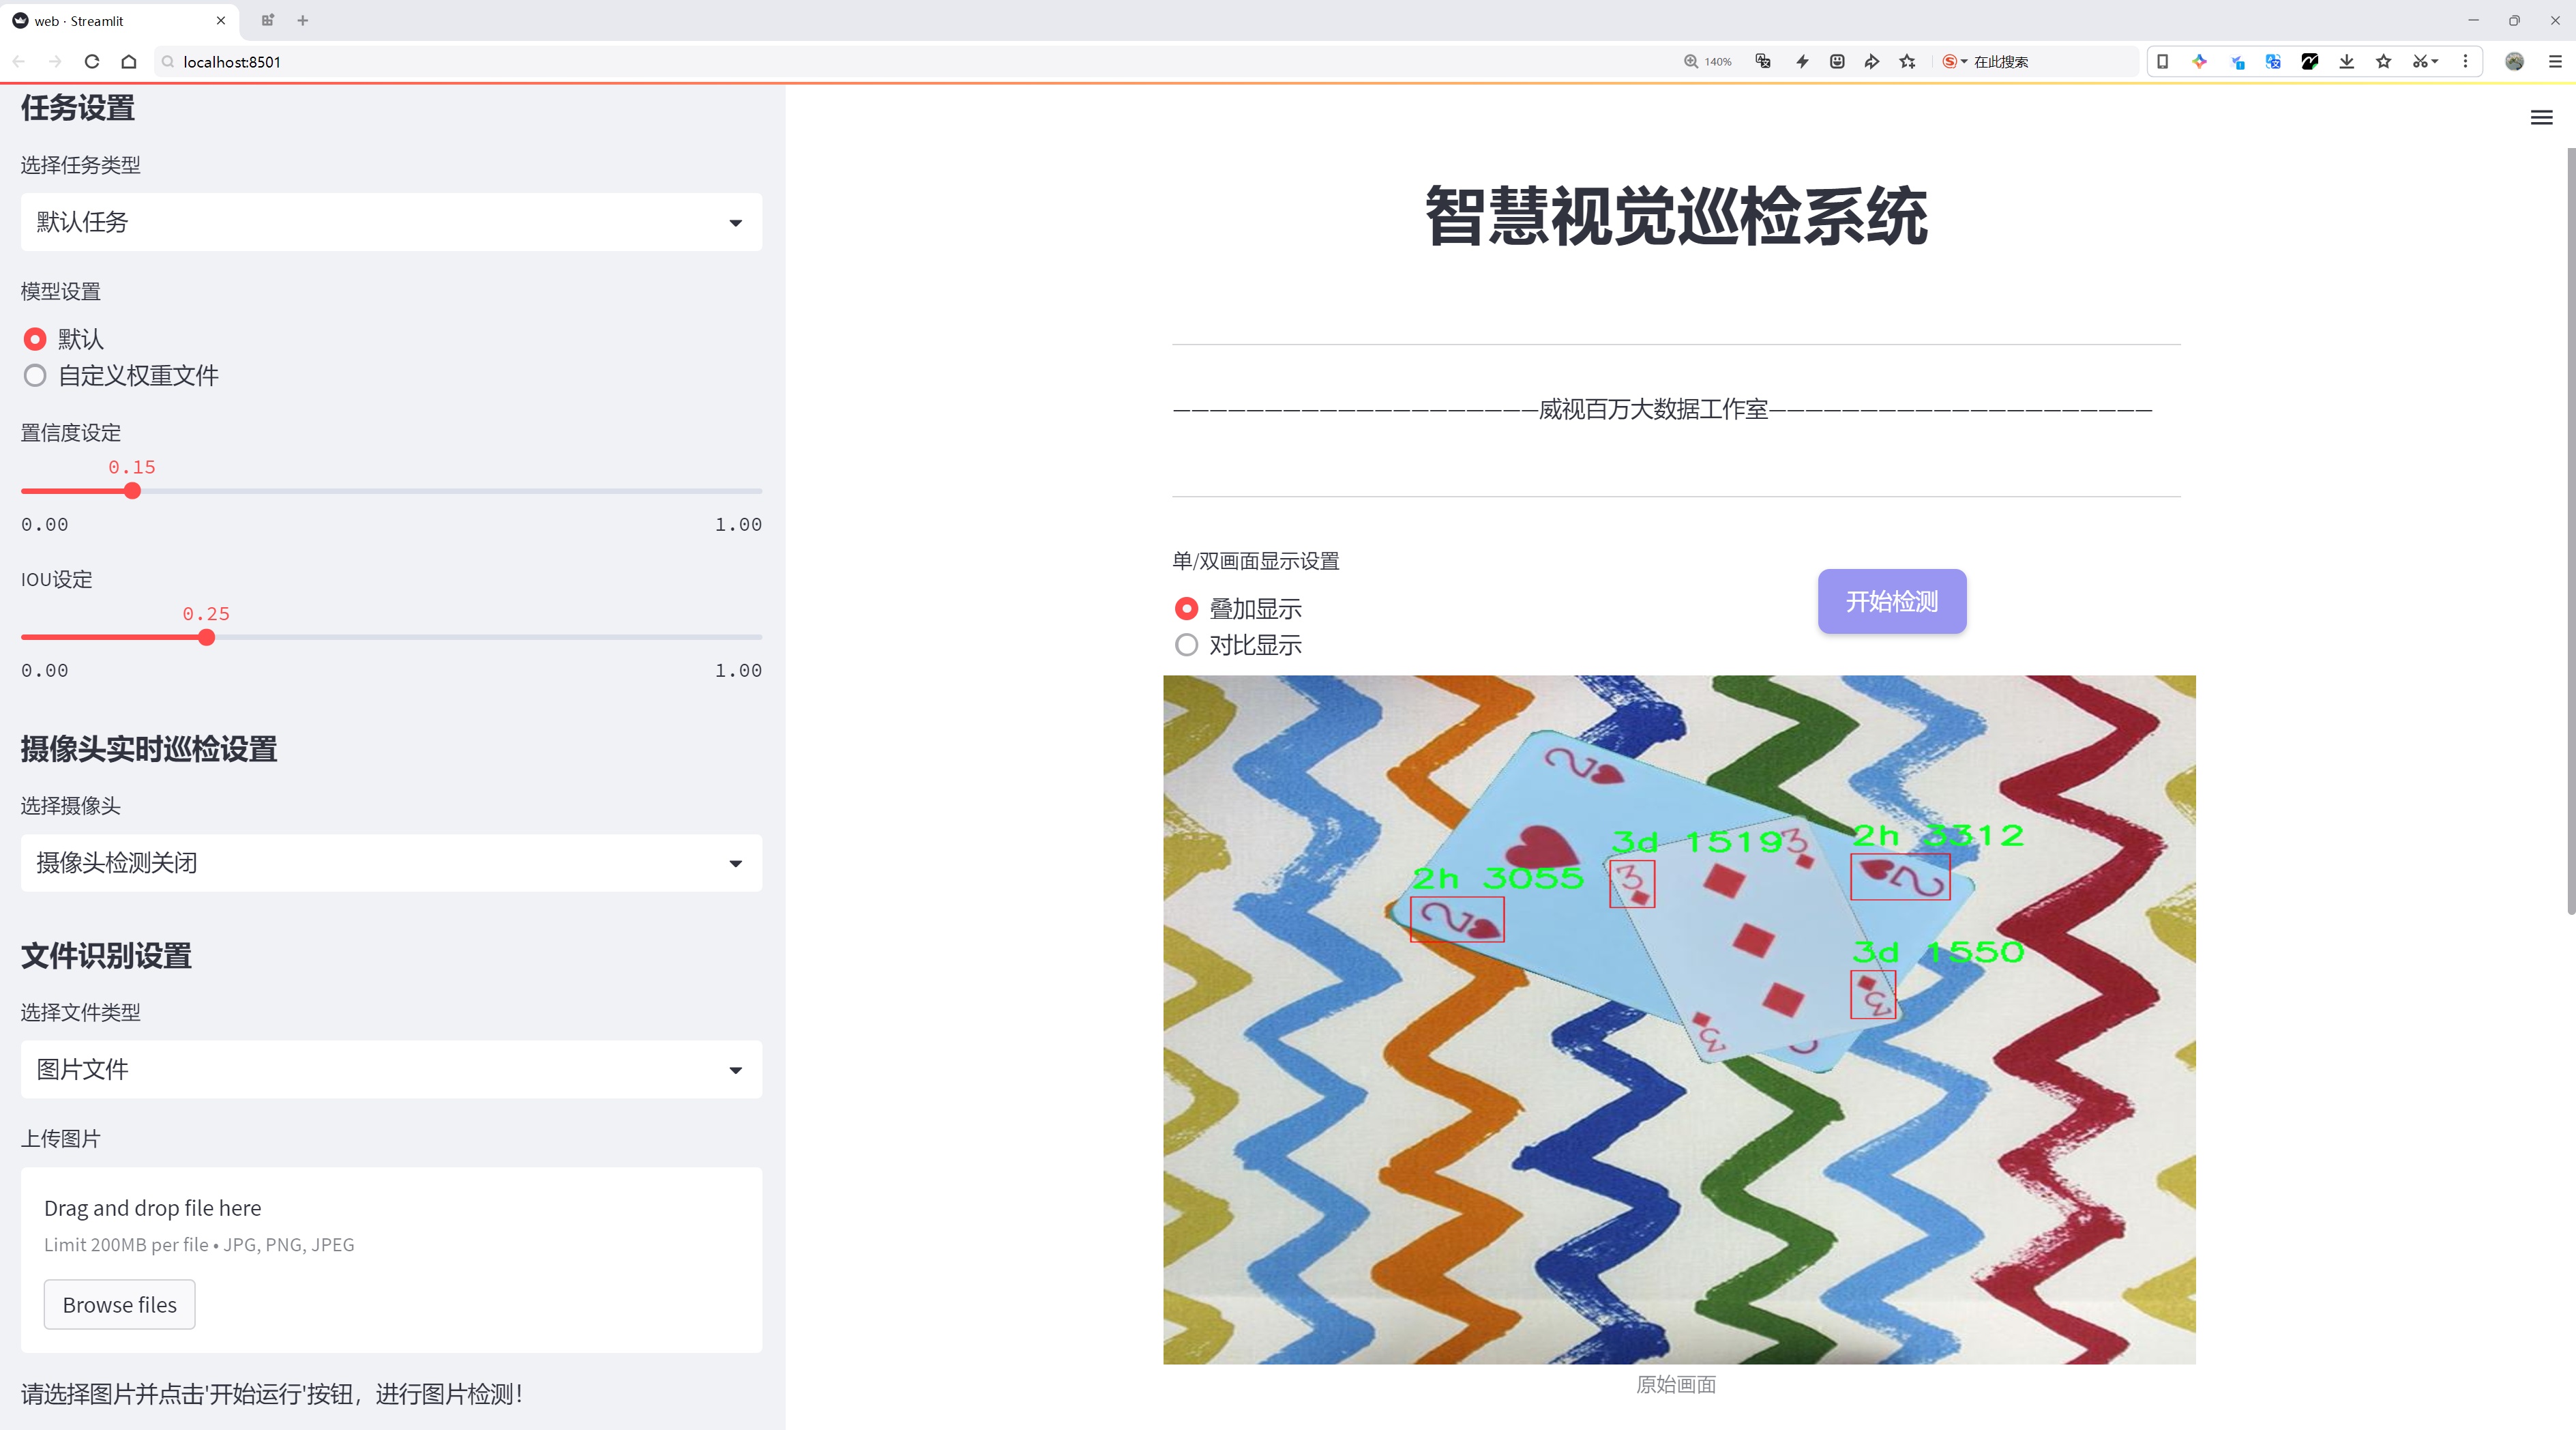 web · Streamlit
localhost:8501
140%
在此搜索
任务设置
选择任务类型
默认任务
模型设置
默认
自定义权重文件
置信度设定
0.15
0.00 1.00
IOU设定
0.25
0.00 1.00
摄像头实时巡检设置
选择摄像头
摄像头检测关闭
文件识别设置
选择文件类型
图片文件
上传图片
Drag and drop file here
Limit 200MB per file • JPG, PNG, JPEG
Browse files
请选择图片并点击'开始运行'按钮，进行图片检测！
智慧视觉巡检系统
————————————————————威视百万大数据工作室—————————————————————
单/双画面显示设置
叠加显示
对比显示
开始检测
2
3d 1519
3
2h 3312
2h 3055
3
2
2
3d 1550
3
3
原始画面